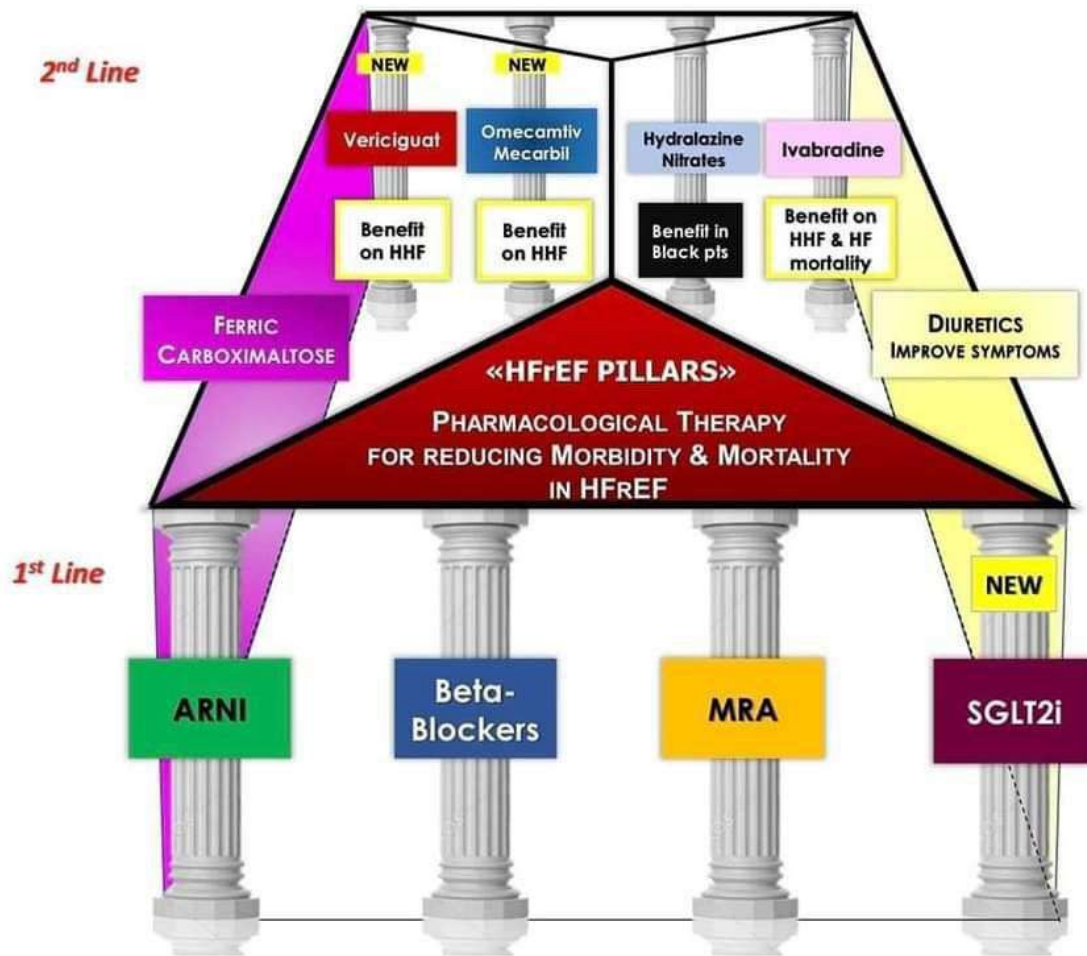 2nd Line
NEW
NEW
Vericiguat
Omecamtiv
Mecarbil
Hydralazine
Nitrates
Ivabradine
Benefit
on HHF
Benefit
on HHF
Benefit in
Black pts
Benefit on
HHF & HF
mortality
FERRIC
CARBOXIMALTOSE
DIURETICS
IMPROVE SYMPTOMS
«HFrEF PILLARS»
PHARMACOLOGICAL THERAPY
FOR REDUCING MORBIDITY & MORTALITY
IN HFREF
1st Line
NEW
ARNI
Beta-
Blockers
MRA
SGLT2i